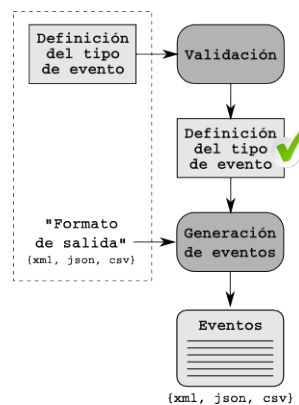 Definición
del tipo
de evento
Validación
Definición
del tipo
de evento
"Formato
de salida"
{xml, json, csv}
Generación
de eventos
Eventos
{xml, json, csv}